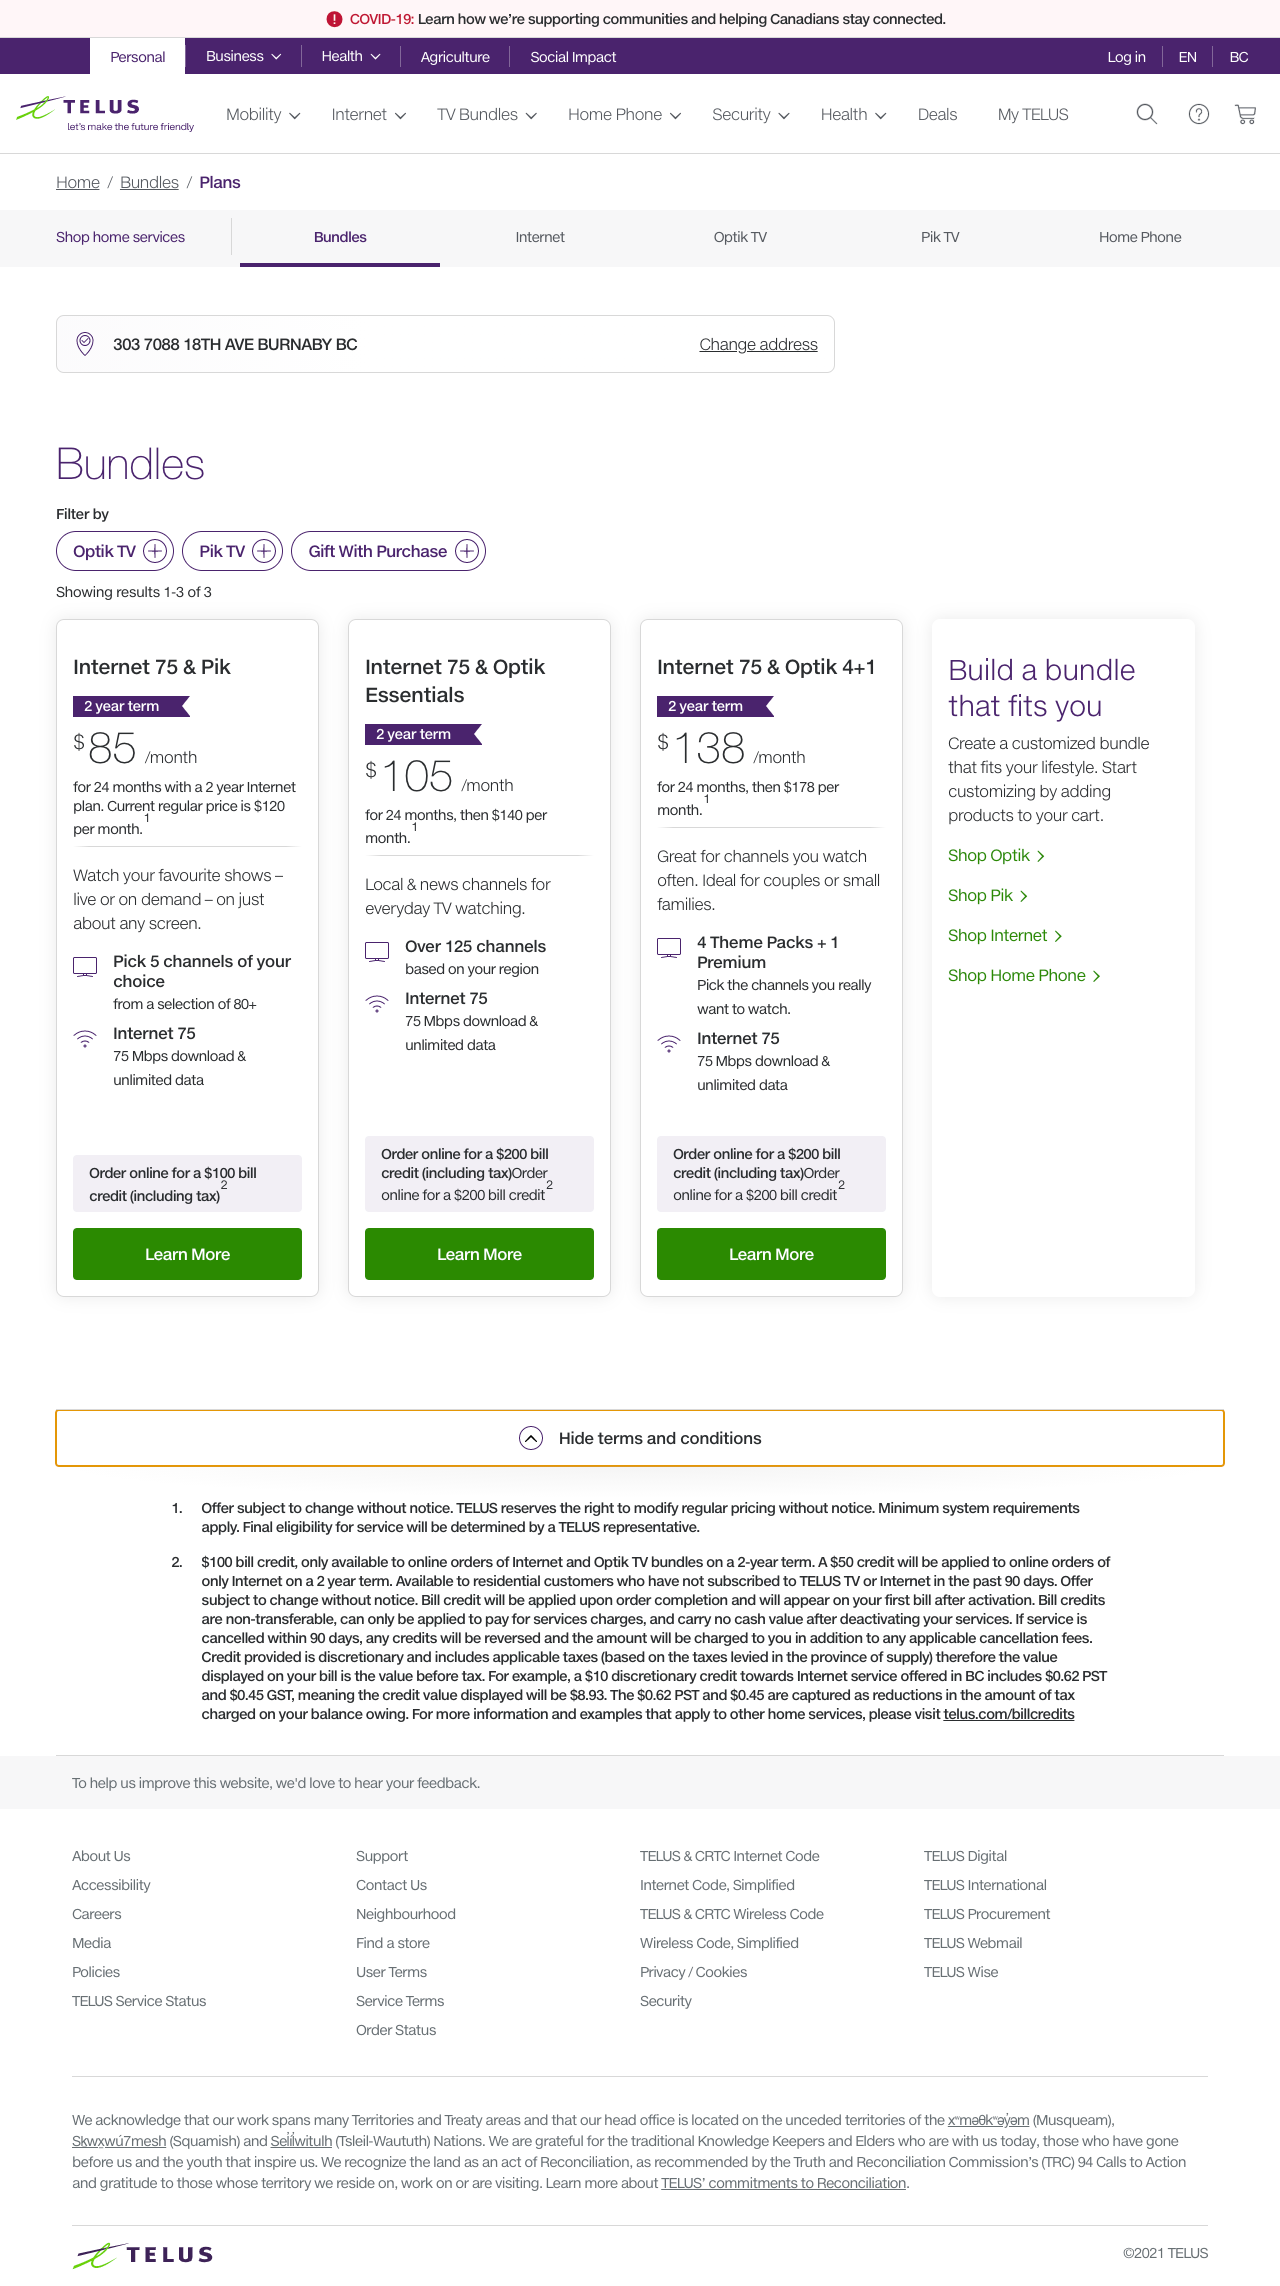 COVID-19: Learn how we’re supporting communities and helping Canadians stay connected.
Personal Business Health Agriculture Social Impact Log in EN BC
TELUS
let’s make the future friendly
Mobility Internet TV Bundles Home Phone Security Health Deals My TELUS
Home / Bundles / Plans
Shop home services Bundles Internet Optik TV Pik TV Home Phone
303 7088 18TH AVE BURNABY BC Change address
Bundles
Filter by
Optik TV Pik TV Gift With Purchase
Showing results 1-3 of 3
Internet 75 & Pik
2 year term
$85 /month
for 24 months with a 2 year Internet
plan. Current regular price is $120
per month.1
Watch your favourite shows –
live or on demand – on just
about any screen.
Pick 5 channels of your
choice
from a selection of 80+
Internet 75
75 Mbps download &
unlimited data
Order online for a $100 bill
credit (including tax)2
Learn More
Internet 75 & Optik
Essentials
2 year term
$105 /month
for 24 months, then $140 per
month.1
Local & news channels for
everyday TV watching.
Over 125 channels
based on your region
Internet 75
75 Mbps download &
unlimited data
Order online for a $200 bill
credit (including tax)Order
online for a $200 bill credit2
Learn More
Internet 75 & Optik 4+1
2 year term
$138 /month
for 24 months, then $178 per
month.1
Great for channels you watch
often. Ideal for couples or small
families.
4 Theme Packs + 1
Premium
Pick the channels you really
want to watch.
Internet 75
75 Mbps download &
unlimited data
Order online for a $200 bill
credit (including tax)Order
online for a $200 bill credit2
Learn More
Build a bundle
that fits you
Create a customized bundle
that fits your lifestyle. Start
customizing by adding
products to your cart.
Shop Optik
Shop Pik
Shop Internet
Shop Home Phone
Hide terms and conditions
1. Offer subject to change without notice. TELUS reserves the right to modify regular pricing without notice. Minimum system requirements
apply. Final eligibility for service will be determined by a TELUS representative.
2. $100 bill credit, only available to online orders of Internet and Optik TV bundles on a 2-year term. A $50 credit will be applied to online orders of
only Internet on a 2 year term. Available to residential customers who have not subscribed to TELUS TV or Internet in the past 90 days. Offer
subject to change without notice. Bill credit will be applied upon order completion and will appear on your first bill after activation. Bill credits
are non-transferable, can only be applied to pay for services charges, and carry no cash value after deactivating your services. If service is
cancelled within 90 days, any credits will be reversed and the amount will be charged to you in addition to any applicable cancellation fees.
Credit provided is discretionary and includes applicable taxes (based on the taxes levied in the province of supply) therefore the value
displayed on your bill is the value before tax. For example, a $10 discretionary credit towards Internet service offered in BC includes $0.62 PST
and $0.45 GST, meaning the credit value displayed will be $8.93. The $0.62 PST and $0.45 are captured as reductions in the amount of tax
charged on your balance owing. For more information and examples that apply to other home services, please visit telus.com/billcredits
To help us improve this website, we'd love to hear your feedback.
About Us
Accessibility
Careers
Media
Policies
TELUS Service Status
Support
Contact Us
Neighbourhood
Find a store
User Terms
Service Terms
Order Status
TELUS & CRTC Internet Code
Internet Code, Simplified
TELUS & CRTC Wireless Code
Wireless Code, Simplified
Privacy / Cookies
Security
TELUS Digital
TELUS International
TELUS Procurement
TELUS Webmail
TELUS Wise
We acknowledge that our work spans many Territories and Treaty areas and that our head office is located on the unceded territories of the xʷməθkʷəy̓əm (Musqueam),
Sḵwx̱wú7mesh (Squamish) and Selílwitulh (Tsleil-Waututh) Nations. We are grateful for the traditional Knowledge Keepers and Elders who are with us today, those who have gone
before us and the youth that inspire us. We recognize the land as an act of Reconciliation, as recommended by the Truth and Reconciliation Commission’s (TRC) 94 Calls to Action
and gratitude to those whose territory we reside on, work on or are visiting. Learn more about TELUS’ commitments to Reconciliation.
TELUS
©2021 TELUS